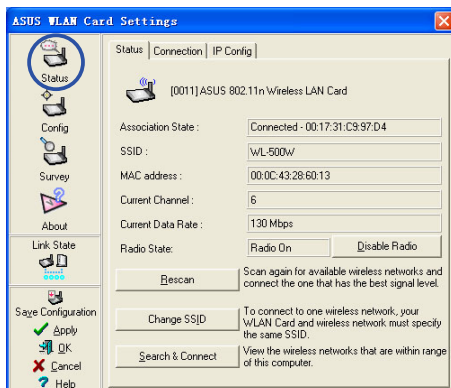 ASUS WLAN Card Settings
Status
Config
Survey
About
Link State
Save Configuration
Apply
OK
Cancel
Help
Status Connection IP Config
[0011] ASUS 802.11n Wireless LAN Card
Association State : Connected - 00:17:31:C9:97:D4
SSID : WL-500W
MAC address : 00:0C:43:28:60:13
Current Channel : 6
Current Data Rate : 130 Mbps
Radio State: Radio On Disable Radio
Rescan
Scan again for available wireless networks and
connect the one that has the best signal level.
Change SSID
To connect to one wireless network, your
WLAN Card and wireless network must specify
the same SSID.
Search & Connect
View the wireless networks that are within range
of this computer.